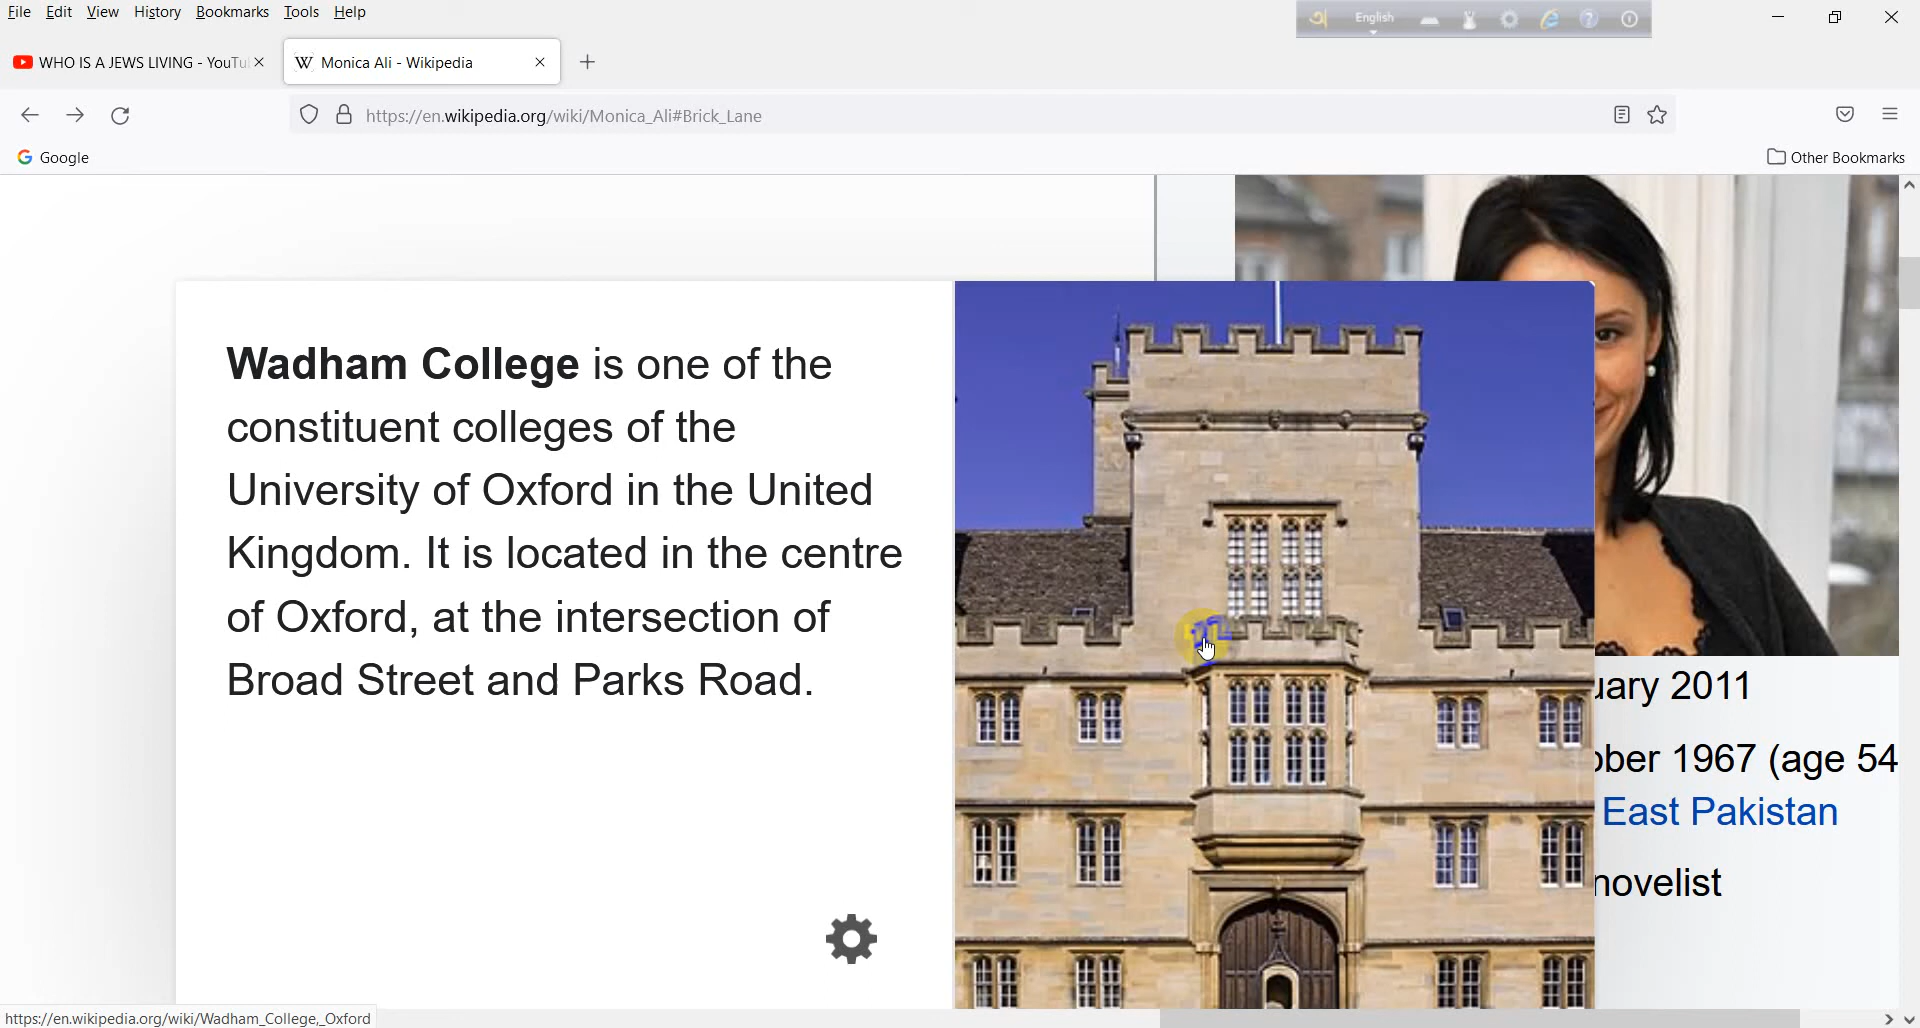 File Edit View History Bookmarks Tools Help
English
WHO IS A JEWS LIVING - YouTu
Monica Ali - Wikipedia
https://en.wikipedia.org/wiki/Monica_Ali#Brick_Lane
Google
Other Bookmarks
Wadham College is one of the
constituent colleges of the
University of Oxford in the United
Kingdom. It is located in the centre
of Oxford, at the intersection of
Broad Street and Parks Road.
uary 2011
ober 1967 (age 54
East Pakistan
novelist
https://en.wikipedia.org/wiki/Wadham_College,_Oxford